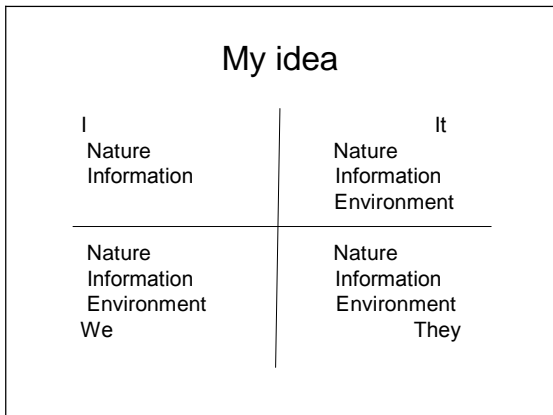 My idea
I
Nature
Information
It
Nature
Information
Environment
Nature
Information
Environment
We
Nature
Information
Environment
They